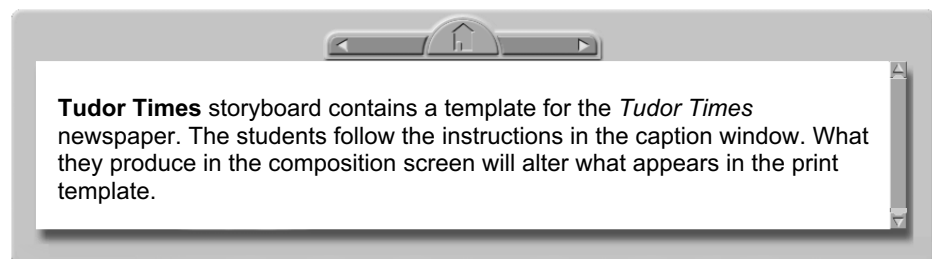 Tudor Times storyboard contains a template for the Tudor Times
newspaper. The students follow the instructions in the caption window. What
they produce in the composition screen will alter what appears in the print
template.